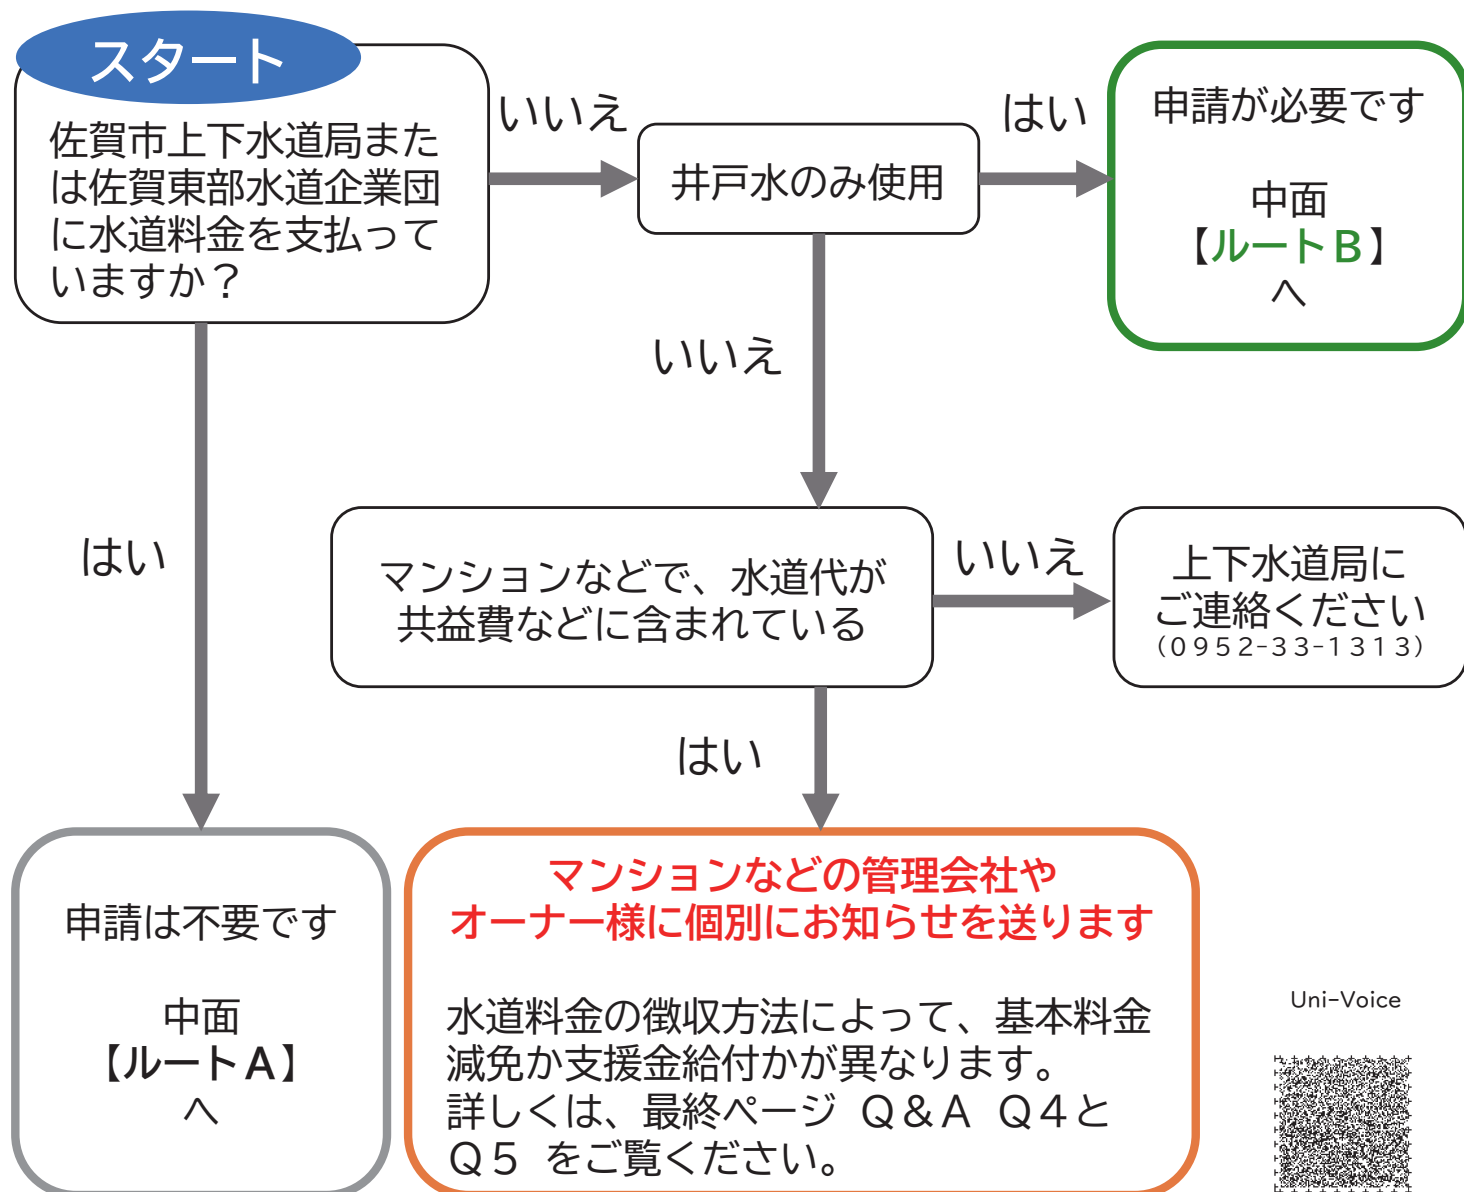 スタート
佐賀市上下水道局また
は佐賀東部水道企業団
に水道料金を支払って
いますか？
いいえ
井戸水のみ使用
はい
申請が必要です
中面
【ルートＢ】
へ
いいえ
はい
マンションなどで、水道代が
共益費などに含まれている
いいえ
上下水道局に
ご連絡ください
（０９５２-３３-１３１３）
はい
申請は不要です
中面
【ルートＡ】
へ
マンションなどの管理会社や
オーナー様に個別にお知らせを送ります
水道料金の徴収方法によって、基本料金
減免か支援金給付かが異なります。
詳しくは、最終ページ Ｑ＆Ａ Ｑ４と
Ｑ５ をご覧ください。
Uni-Voice